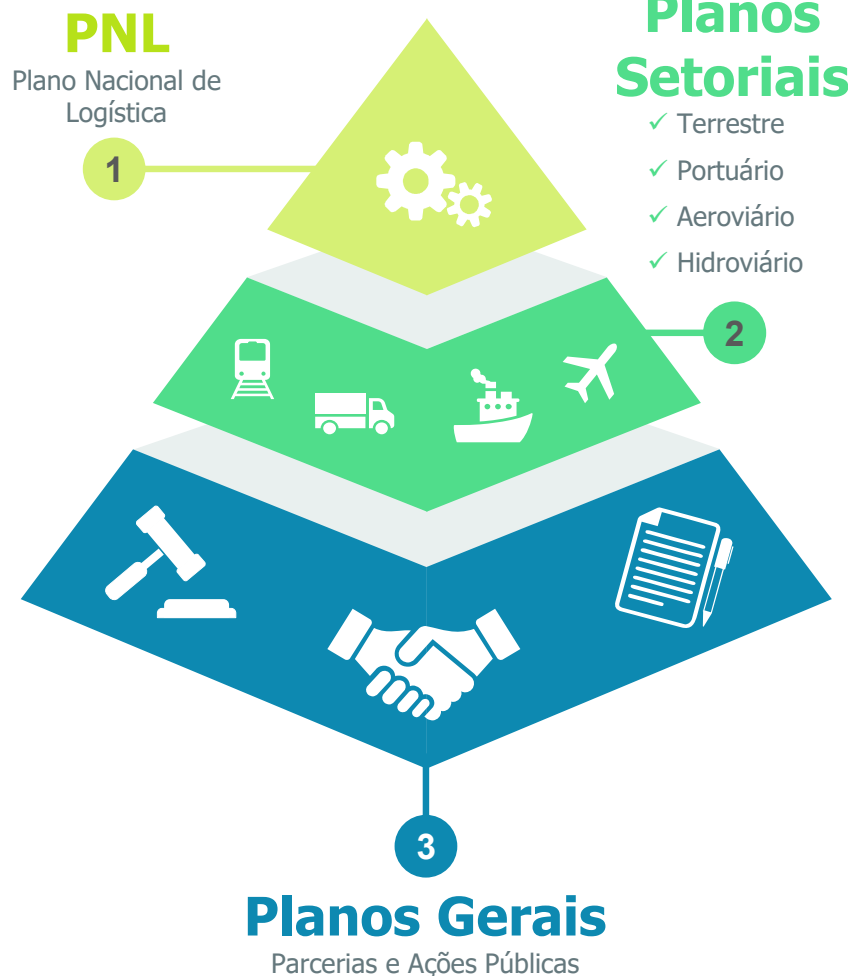 PNL
Plano Nacional de
Logística
1
Planos
Setoriais
✓ Terrestre
✓ Portuário
✓ Aeroviário
✓ Hidroviário
2
3
Planos Gerais
Parcerias e Ações Públicas